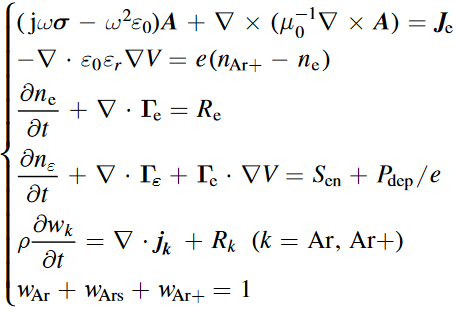 (jωσ − ω²ε₀)A + ∇ × (μ₀⁻¹∇ × A) = Jₑ
−∇ · ε₀εᵣ∇V = e(n_Ar+ − nₑ)
∂nₑ/∂t + ∇ · Γₑ = Rₑ
∂n_ε/∂t + ∇ · Γ_ε + Γₑ · ∇V = S_en + P_dep/e
ρ ∂w_k/∂t = ∇ · j_k + R_k (k = Ar, Ar+)
w_Ar + w_Ars + w_Ar+ = 1